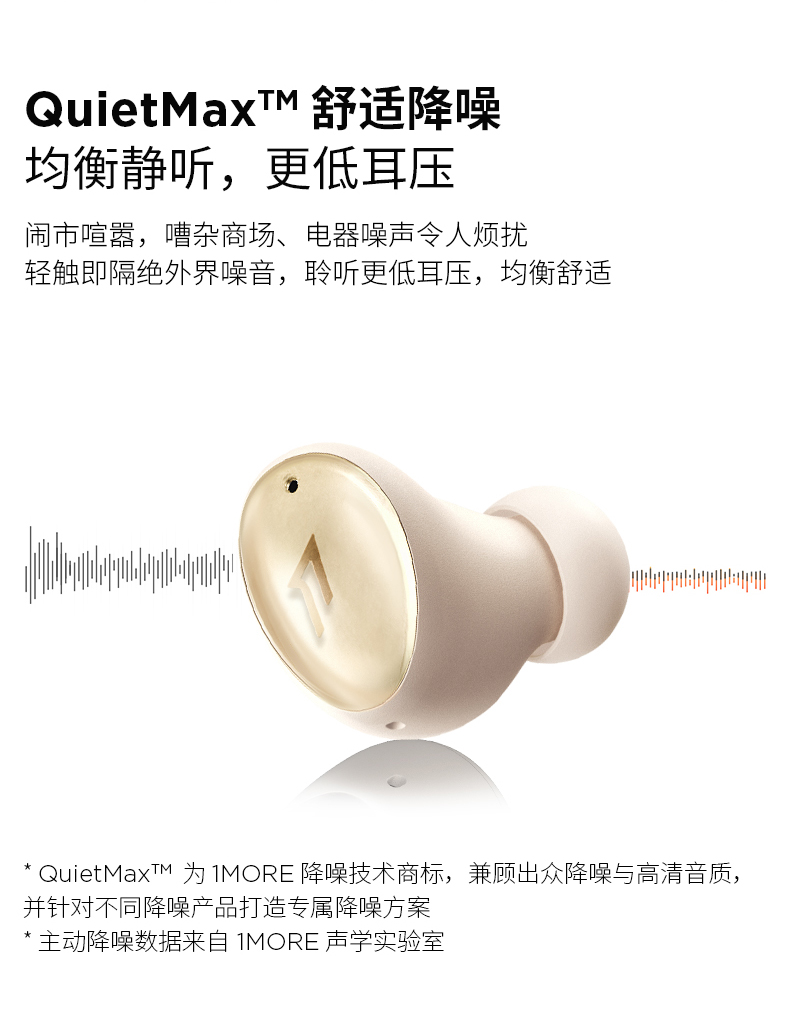 QuietMax™ 舒适降噪
均衡静听，更低耳压
闹市喧嚣，嘈杂商场、电器噪声令人烦扰
轻触即隔绝外界噪音，聆听更低耳压，均衡舒适
* QuietMax™ 为 1MORE 降噪技术商标，兼顾出众降噪与高清音质，
并针对不同降噪产品打造专属降噪方案
* 主动降噪数据来自 1MORE 声学实验室